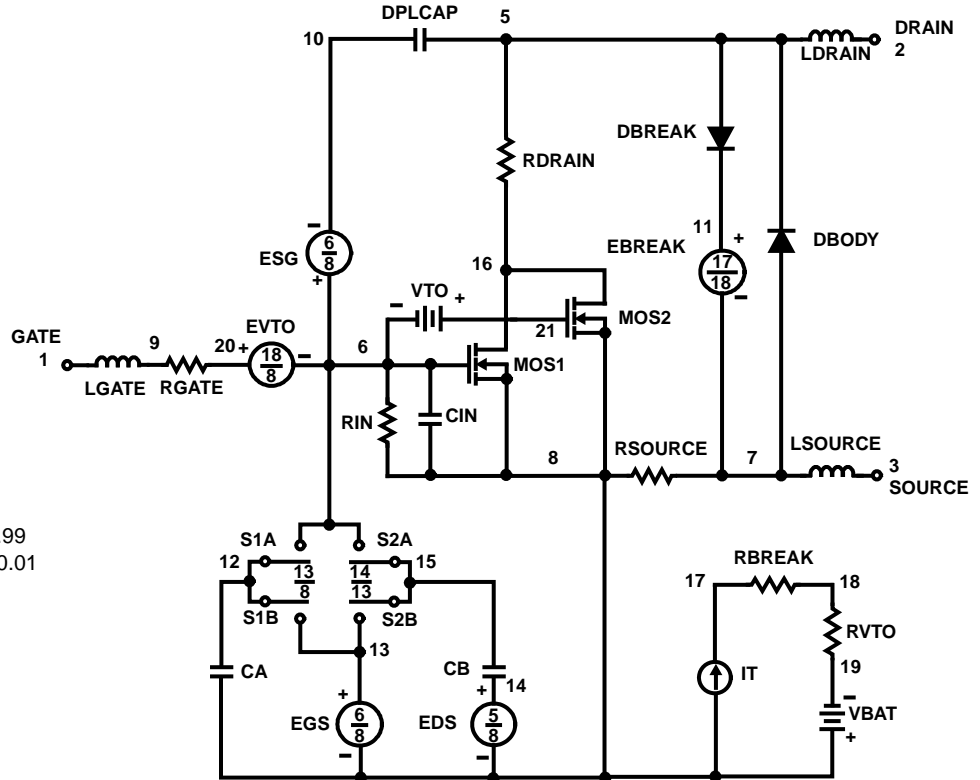 DPLCAP
5
10
DRAIN
2
LDRAIN
DBREAK
RDRAIN
11
+
EBREAK
17
18
-
DBODY
-
ESG
6
8
+
16
- VTO +
21
MOS2
GATE
1
9
20
EVTO
+
18
8
-
6
MOS1
LGATE
RGATE
RIN
CIN
8
RSOURCE
7
LSOURCE
3
SOURCE
.99
0.01
S1A
S2A
12
13
8
14
13
15
S1B
S2B
13
RBREAK
17
18
RVTO
19
CA
CB
+
14
+
EGS
6
8
-
EDS
5
8
-
IT
-
VBAT
+